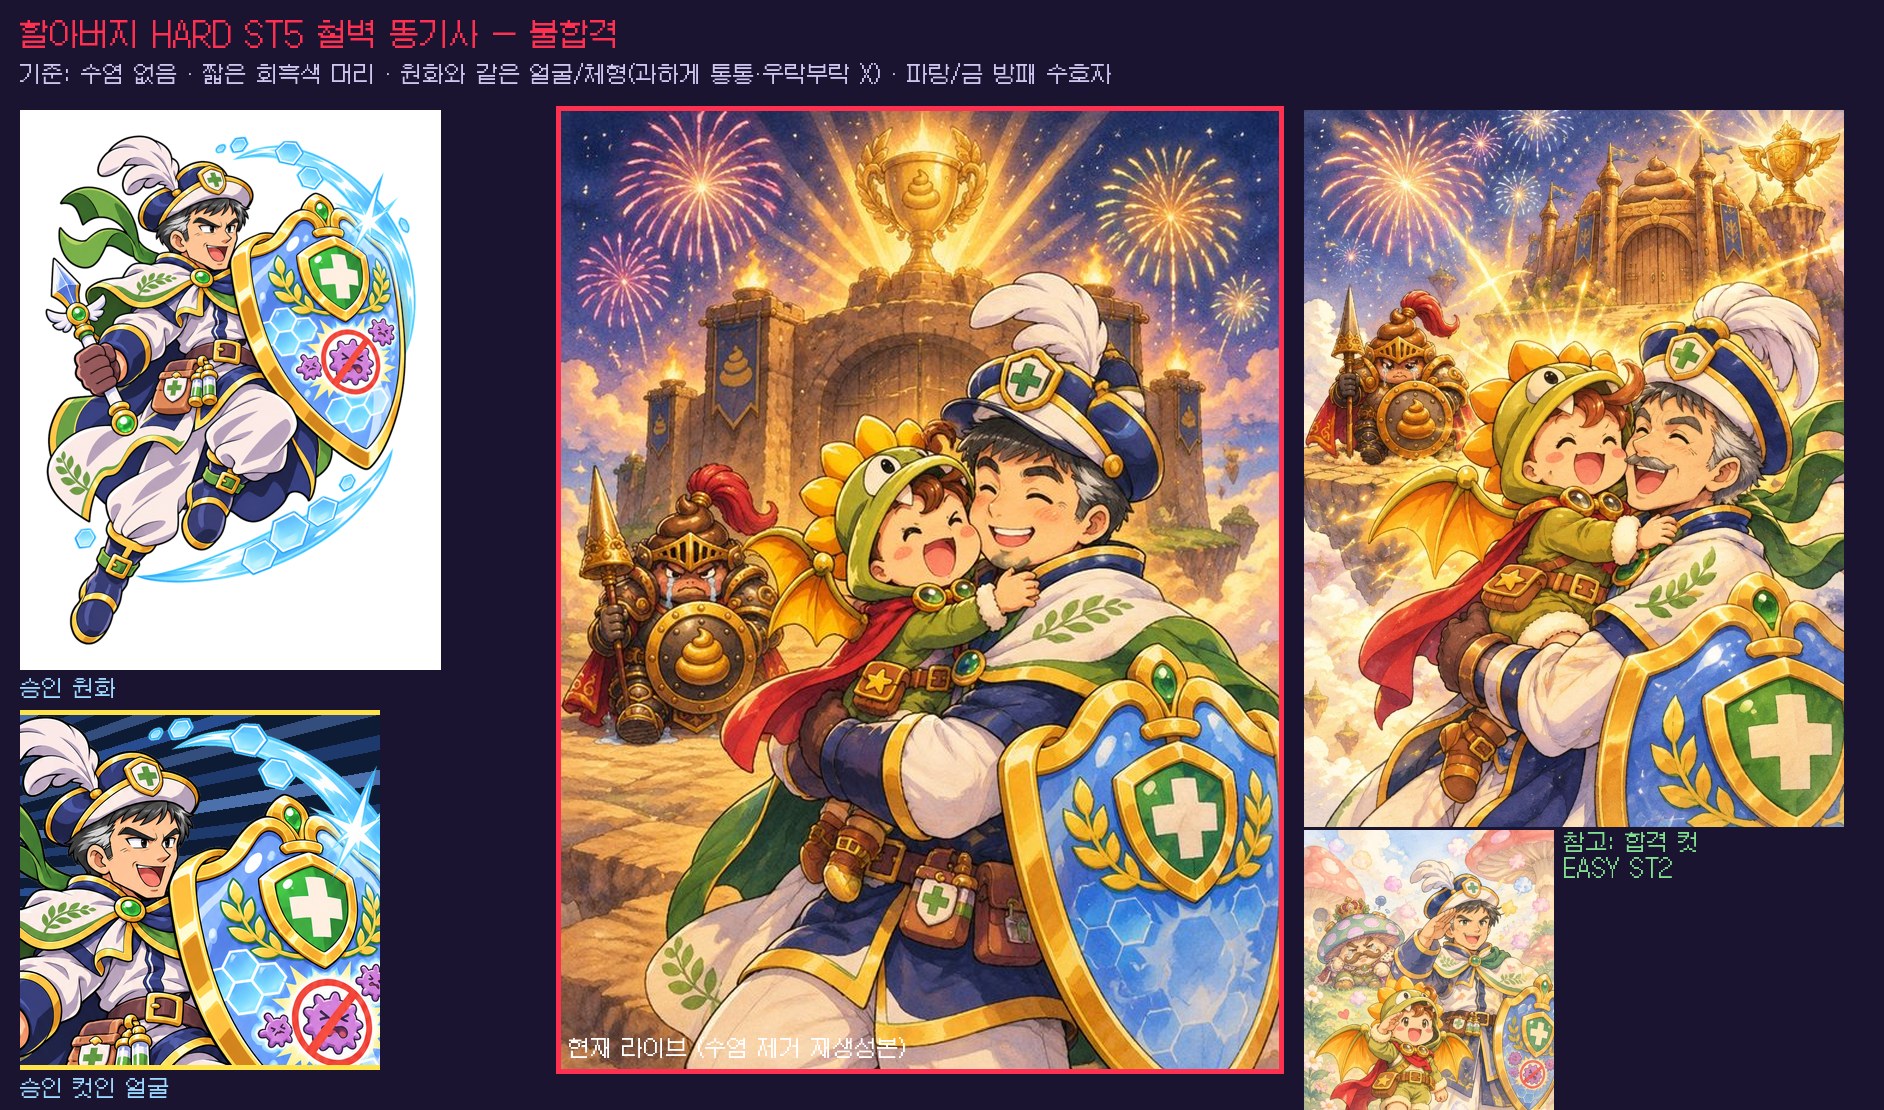 할아버지 HARD ST5 철벽 똥기사 — 불합격
기준: 수염 없음 · 짧은 회흑색 머리 · 원화와 같은 얼굴/체형(과하게 통통·우락부락 X) · 파랑/금 방패 수호자
승인 원화
승인 컷인 얼굴
현재 라이브 (수염 제거 재생성본)
참고: 합격 컷
EASY ST2